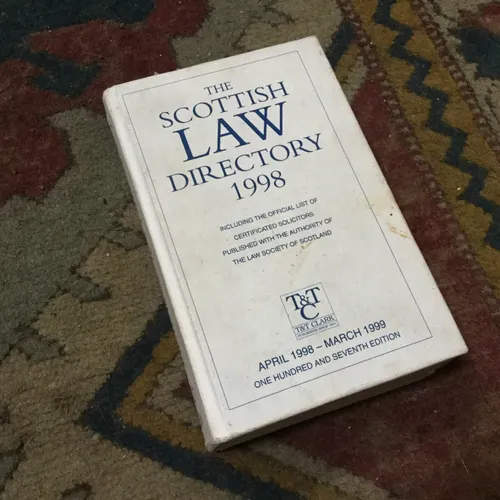 THE
SCOTTISH
LAW
DIRECTORY
1998
INCLUDING THE OFFICIAL LIST OF
CERTIFICATED SOLICITORS
PUBLISHED WITH THE AUTHORITY OF
THE LAW SOCIETY OF SCOTLAND
T&T
C
T&T CLARK
APRIL 1998 – MARCH 1999
ONE HUNDRED AND SEVENTH EDITION